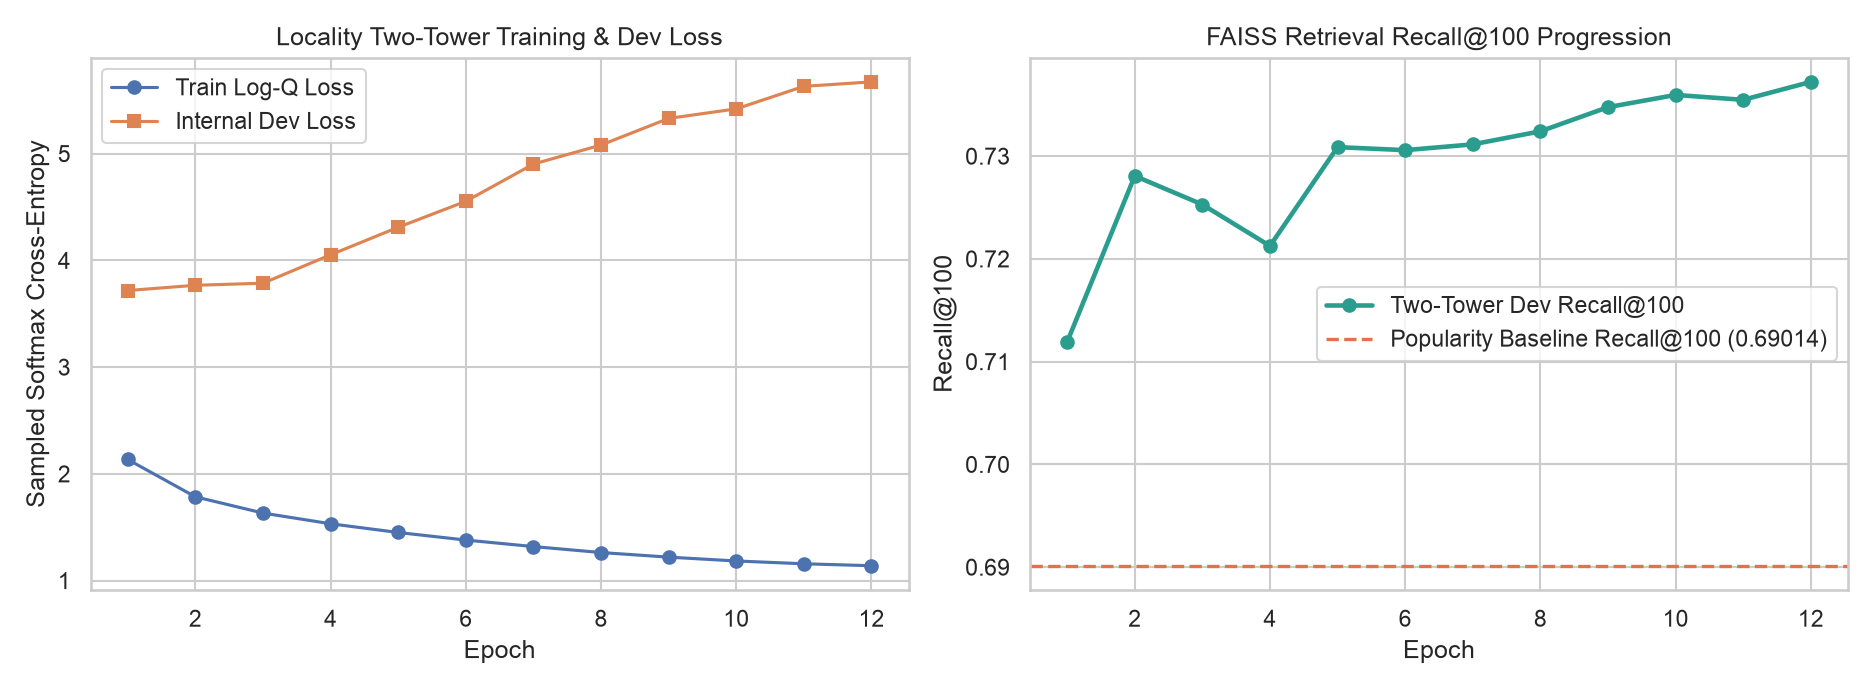 Locality Two-Tower Training & Dev Loss
Train Log-Q Loss
Internal Dev Loss
Sampled Softmax Cross-Entropy
5
4
3
2
1
2
4
6
8
10
12
Epoch
FAISS Retrieval Recall@100 Progression
Recall@100
0.73
0.72
0.71
0.70
0.69
Two-Tower Dev Recall@100
Popularity Baseline Recall@100 (0.69014)
2
4
6
8
10
12
Epoch